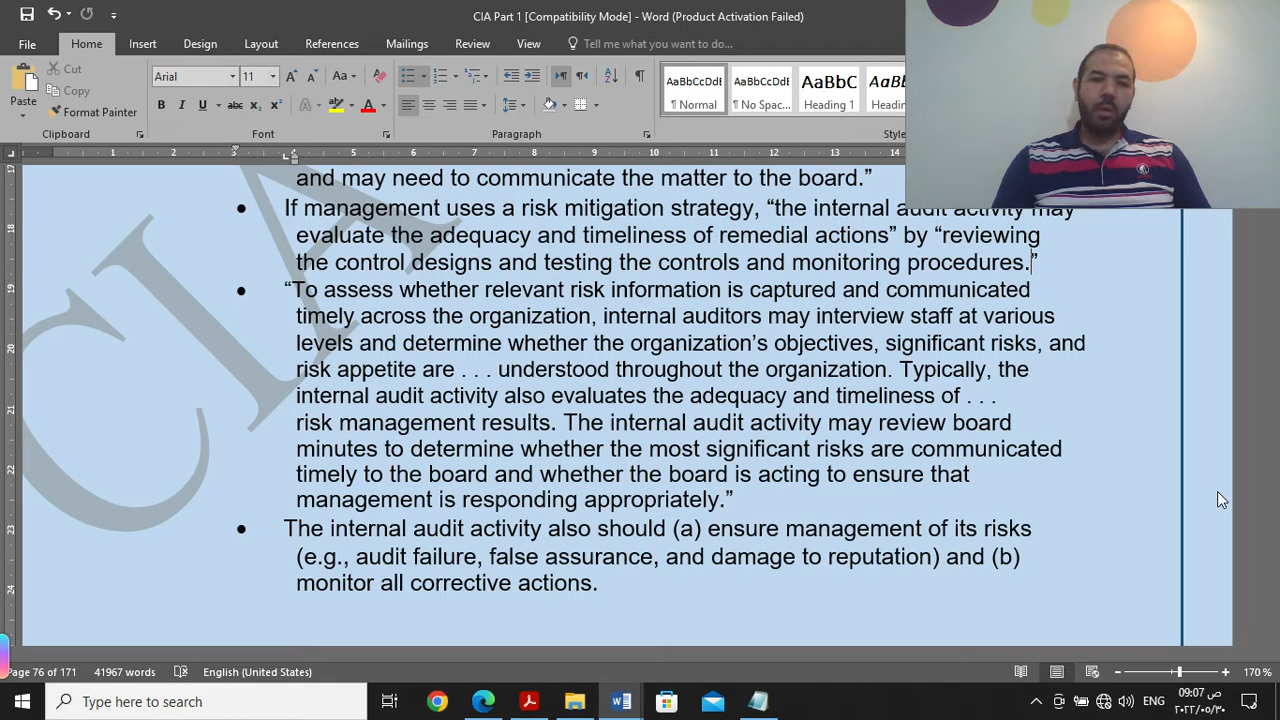 CIA Part 1 [Compatibility Mode] - Word (Product Activation Failed)
File Home Insert Design Layout References Mailings Review View Tell me what you want to do...
Paste
Cut
Copy
Format Painter
Arial 11
Clipboard Font Paragraph
AaBbCcDdE AaBbCcDdE AaBbC
¶ Normal ¶ No Spac... Heading 1
and may need to communicate the matter to the board.”
• If management uses a risk mitigation strategy, “the internal audit activity may
evaluate the adequacy and timeliness of remedial actions” by “reviewing
the control designs and testing the controls and monitoring procedures.”
• “To assess whether relevant risk information is captured and communicated
timely across the organization, internal auditors may interview staff at various
levels and determine whether the organization’s objectives, significant risks, and
risk appetite are . . . understood throughout the organization. Typically, the
internal audit activity also evaluates the adequacy and timeliness of . . .
risk management results. The internal audit activity may review board
minutes to determine whether the most significant risks are communicated
timely to the board and whether the board is acting to ensure that
management is responding appropriately.”
• The internal audit activity also should (a) ensure management of its risks
(e.g., audit failure, false assurance, and damage to reputation) and (b)
monitor all corrective actions.
CIA
Page 76 of 171 41967 words English (United States) 170 %
Type here to search
ENG
09:07 ص
٢٠٢٢/٠٥/٣٠